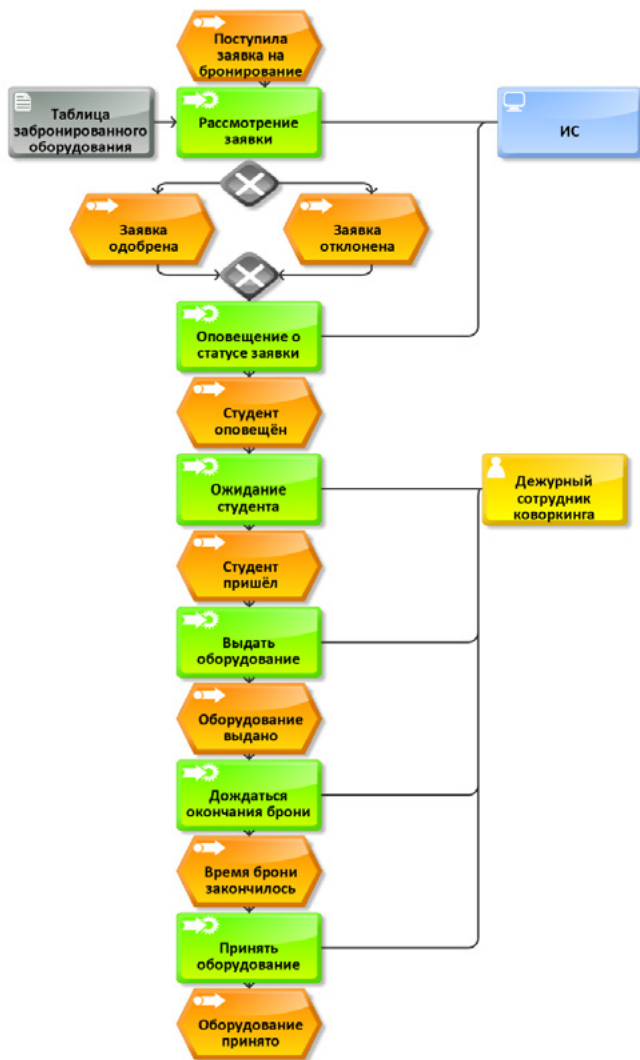 Поступила
заявка на
бронирование
Таблица
забронированного
оборудования
Рассмотрение
заявки
ИС
Заявка
одобрена
Заявка
отклонена
Оповещение о
статусе заявки
Студент
оповещён
Ожидание
студента
Дежурный
сотрудник
коворкинга
Студент
пришёл
Выдать
оборудование
Оборудование
выдано
Дождаться
окончания брони
Время брони
закончилось
Принять
оборудование
Оборудование
принято